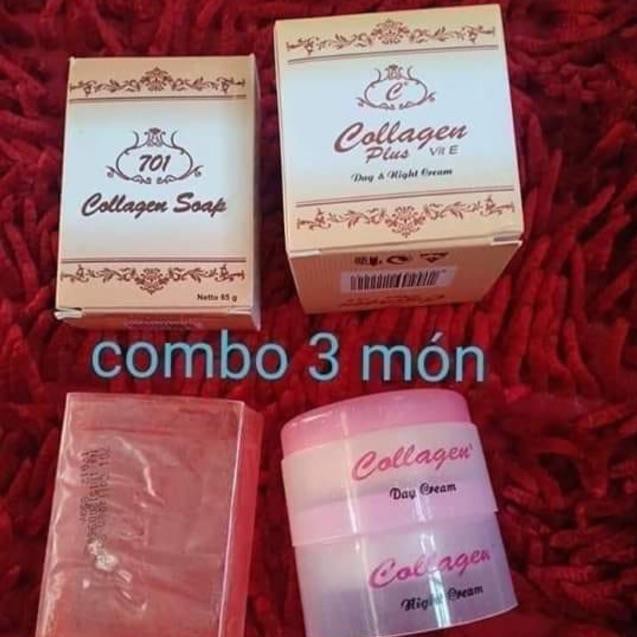 701
Collagen Soap
Netto 65 g
C
Collagen
Plus Vit E
Day & Night Cream
combo 3 món
Collagen
Day Cream
Collagen
Night Cream